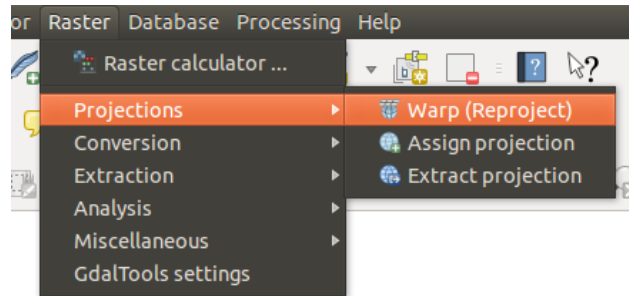 or Raster Database Processing Help
Raster calculator ...
Projections
Warp (Reproject)
Conversion
Assign projection
Extraction
Extract projection
Analysis
Miscellaneous
GdalTools settings